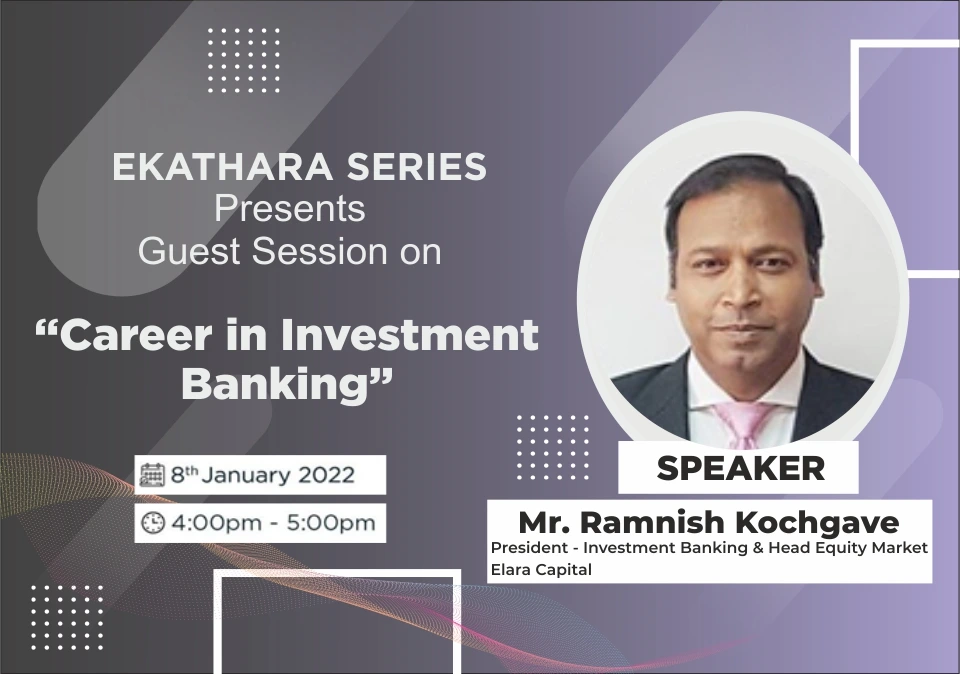 EKATHARA SERIES
Presents
Guest Session on
“Career in Investment
Banking”
8th January 2022
4:00pm - 5:00pm
SPEAKER
Mr. Ramnish Kochgave
President - Investment Banking & Head Equity Market
Elara Capital